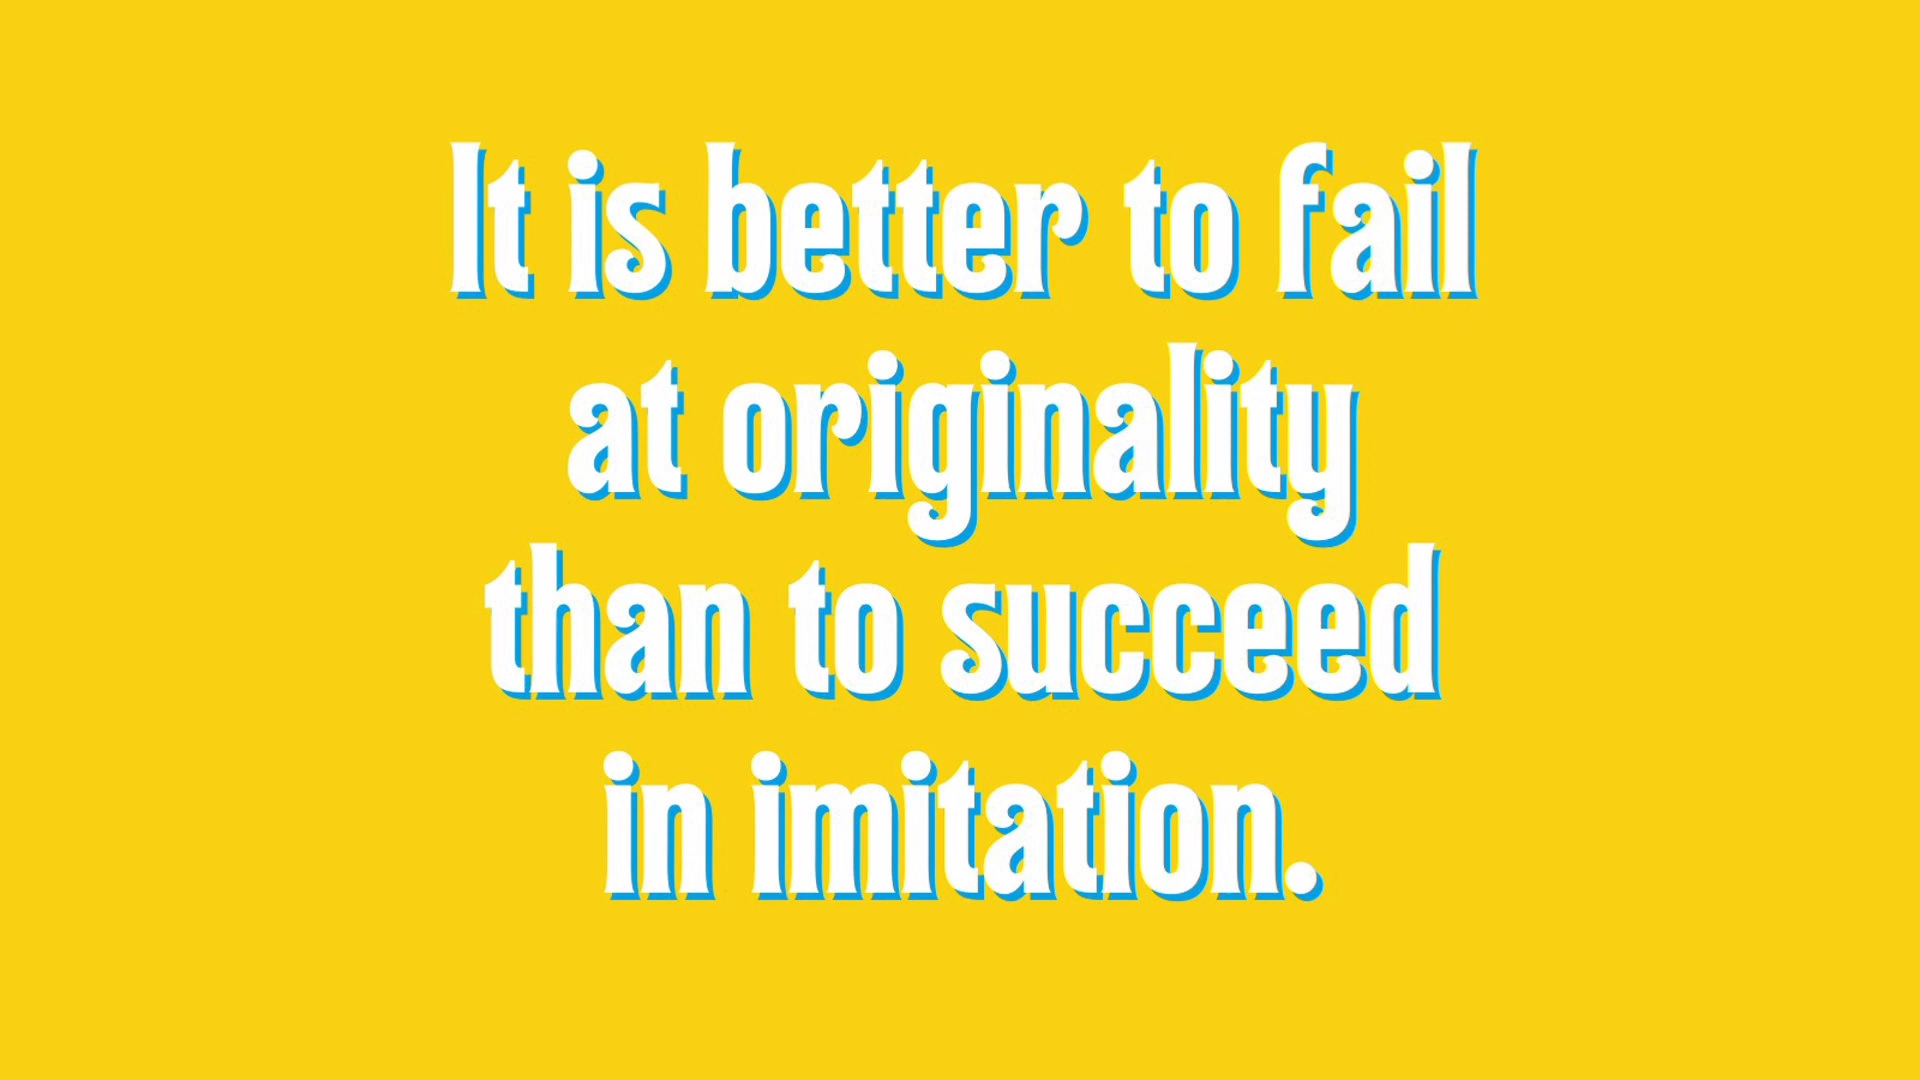 It is better to fail
at originality
than to succeed
in imitation.